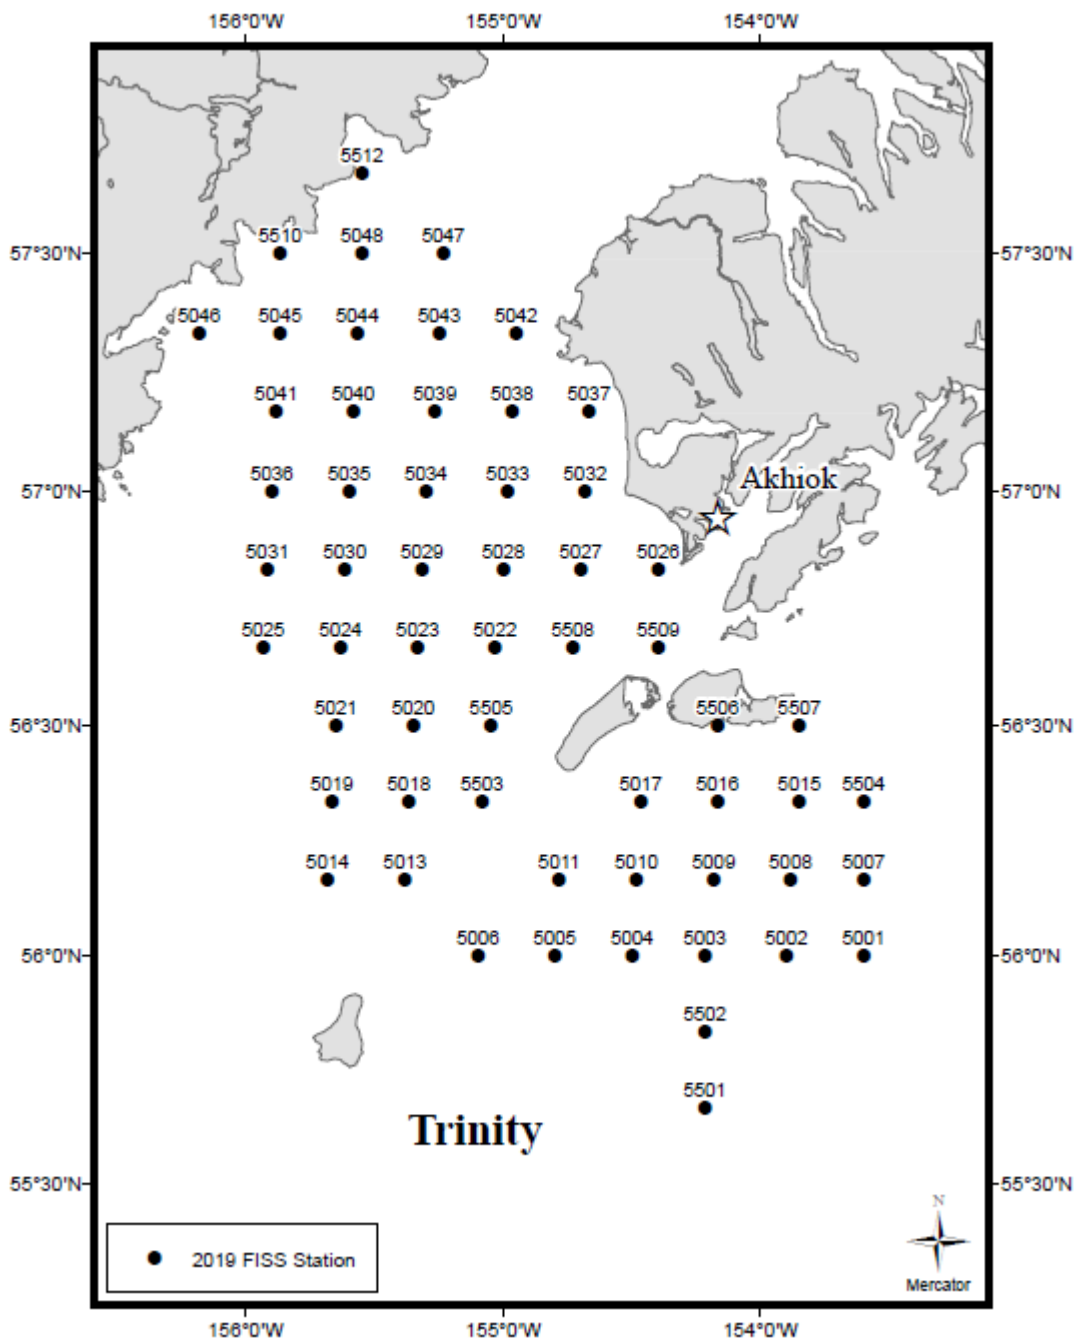 156°0'W 155°0'W 154°0'W
5512
5510 5048 5047
57°30'N 57°30'N
5046 5045 5044 5043 5042
5041 5040 5039 5038 5037
Akhiok
57°0'N 5036 5035 5034 5033 5032 57°0'N
5031 5030 5029 5028 5027 5026
5025 5024 5023 5022 5508 5509
5021 5020 5505 5506 5507
56°30'N 56°30'N
5019 5018 5503 5017 5016 5015 5504
5014 5013 5011 5010 5009 5008 5007
5006 5005 5004 5003 5002 5001
56°0'N 56°0'N
5502
5501
Trinity
55°30'N 55°30'N
N
2019 FISS Station
Mercator
156°0'W 155°0'W 154°0'W